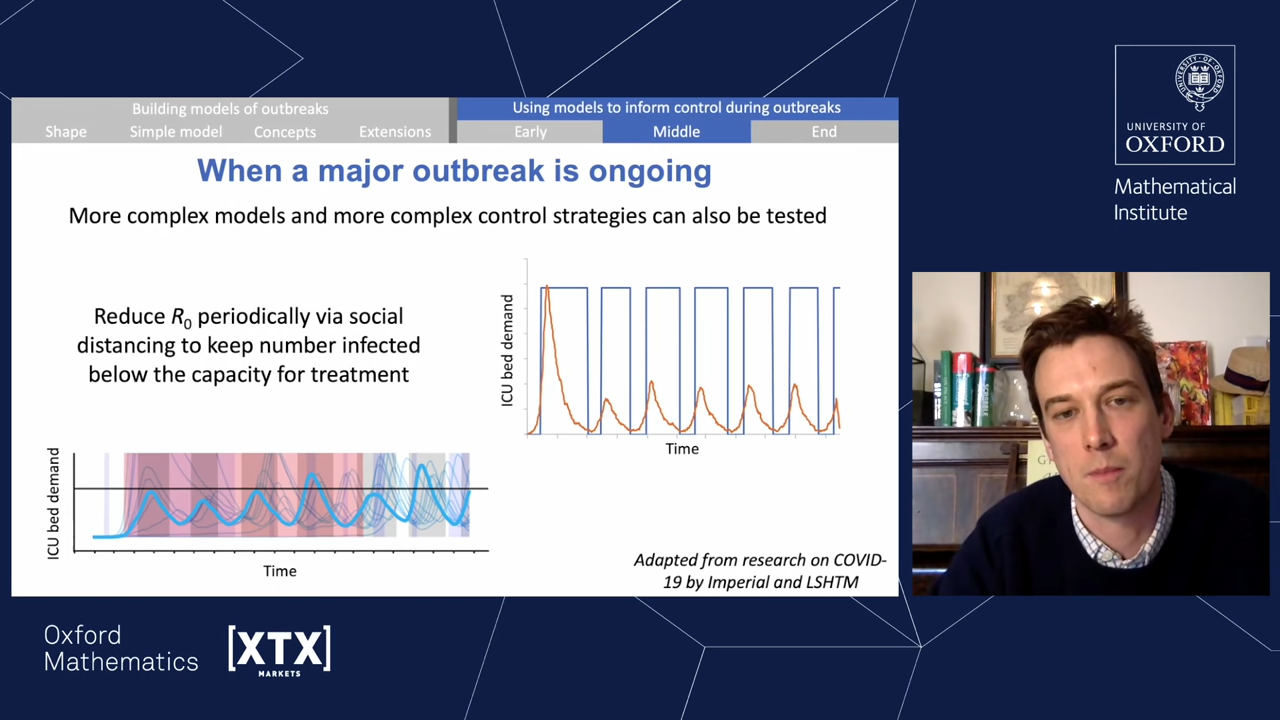 Building models of outbreaks
Using models to inform control during outbreaks
Shape
Simple model
Concepts
Extensions
Early
Middle
End
When a major outbreak is ongoing
More complex models and more complex control strategies can also be tested
Reduce R0 periodically via social
distancing to keep number infected
below the capacity for treatment
ICU bed demand
Time
ICU bed demand
Time
Adapted from research on COVID-
19 by Imperial and LSHTM
UNIVERSITY OF
OXFORD
Mathematical
Institute
Oxford
Mathematics
[XTX]
MARKETS
SCRABBLE